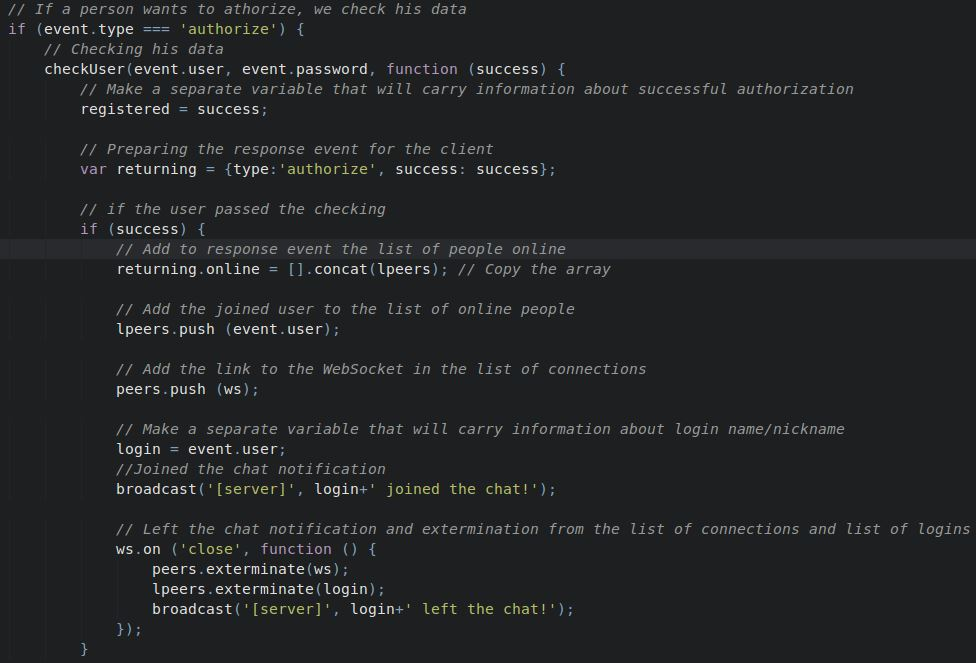 // If a person wants to athorize, we check his data
if (event.type === 'authorize') {
// Checking his data
checkUser(event.user, event.password, function (success) {
// Make a separate variable that will carry information about successful authorization
registered = success;
// Preparing the response event for the client
var returning = {type:'authorize', success: success};
// if the user passed the checking
if (success) {
// Add to response event the list of people online
returning.online = [].concat(lpeers); // Copy the array
// Add the joined user to the list of online people
lpeers.push (event.user);
// Add the link to the WebSocket in the list of connections
peers.push (ws);
// Make a separate variable that will carry information about login name/nickname
login = event.user;
//Joined the chat notification
broadcast('[server]', login+' joined the chat!');
// Left the chat notification and extermination from the list of connections and list of logins
ws.on ('close', function () {
peers.exterminate(ws);
lpeers.exterminate(login);
broadcast('[server]', login+' left the chat!');
});
}